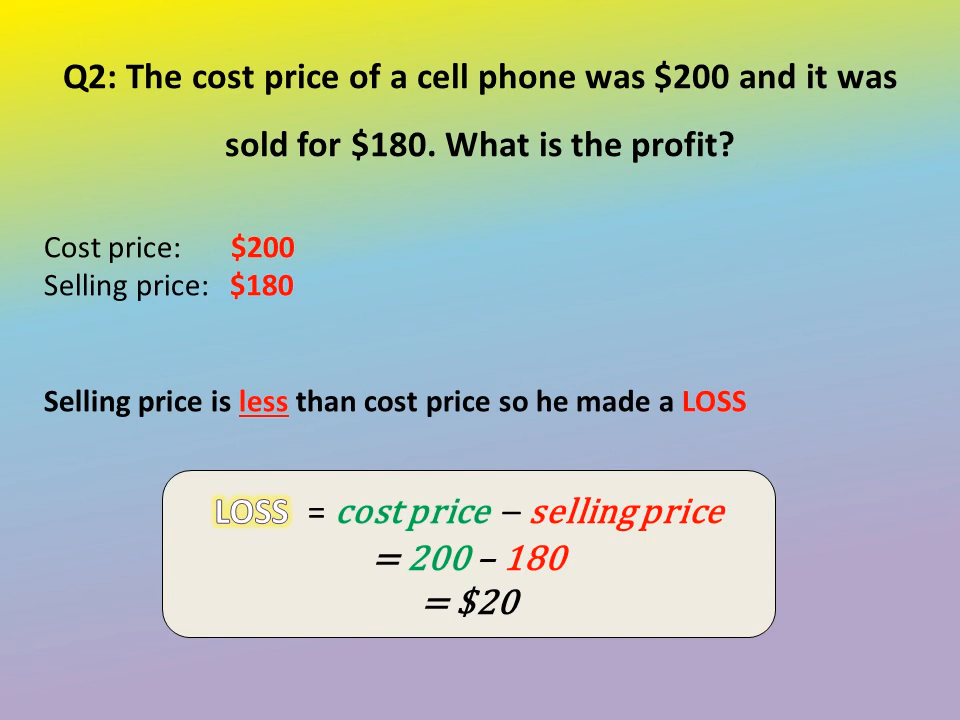 Q2: The cost price of a cell phone was $200 and it was
sold for $180. What is the profit?
Cost price: $200
Selling price: $180
Selling price is less than cost price so he made a LOSS
LOSS = cost price − selling price
= 200 – 180
= $20